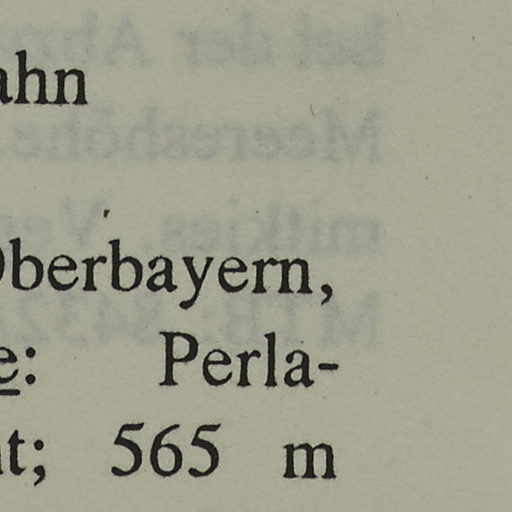 ahn
Oberbayern,
e: Perla-
t; 565 m